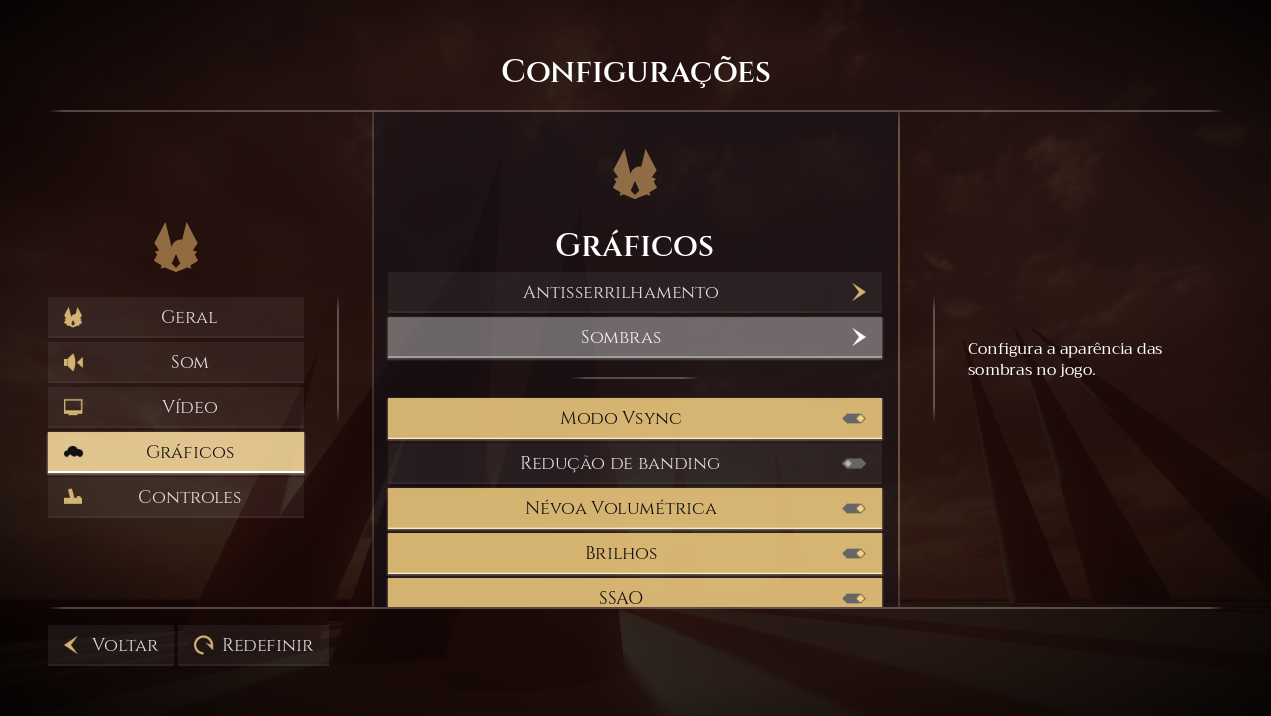 Configurações
Geral
Som
Vídeo
Gráficos
Controles
Gráficos
Antisserrilhamento
Sombras
Modo Vsync
Redução de banding
Névoa Volumétrica
Brilhos
SSAO
Configura a aparência das
sombras no jogo.
Voltar
Redefinir